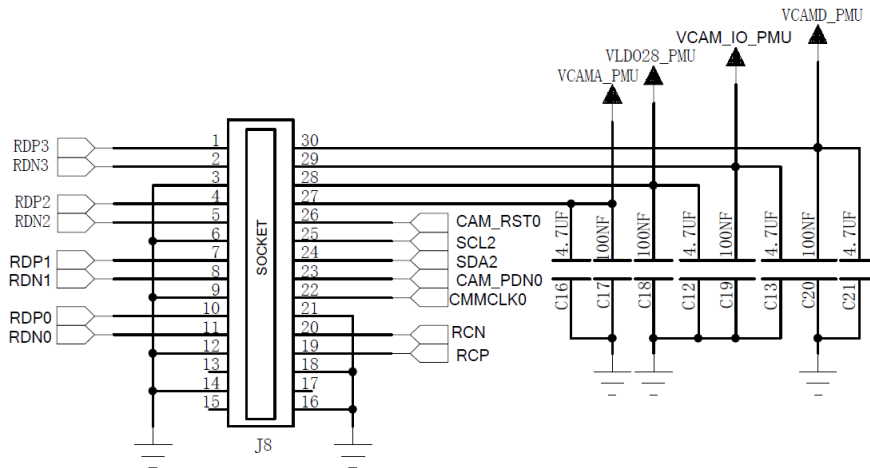 VCAMD_PMU
VCAM_IO_PMU
VLDO28_PMU
VCAMA_PMU
RDP3 1 30
RDN3 2 29
3 28
RDP2 4 27
RDN2 5 26 CAM_RST0
6 25 SCL2
RDP1 7 24 SDA2
RDN1 8 23 CAM_PDN0
9 22 CMMCLK0
RDP0 10 21
RDN0 11 20 RCN
12 19 RCP
13 18
14 17
15 16
SOCKET
J8
4.7UF 100NF 100NF 4.7UF 100NF 4.7UF 100NF 4.7UF
C16 C17 C18 C12 C19 C13 C20 C21